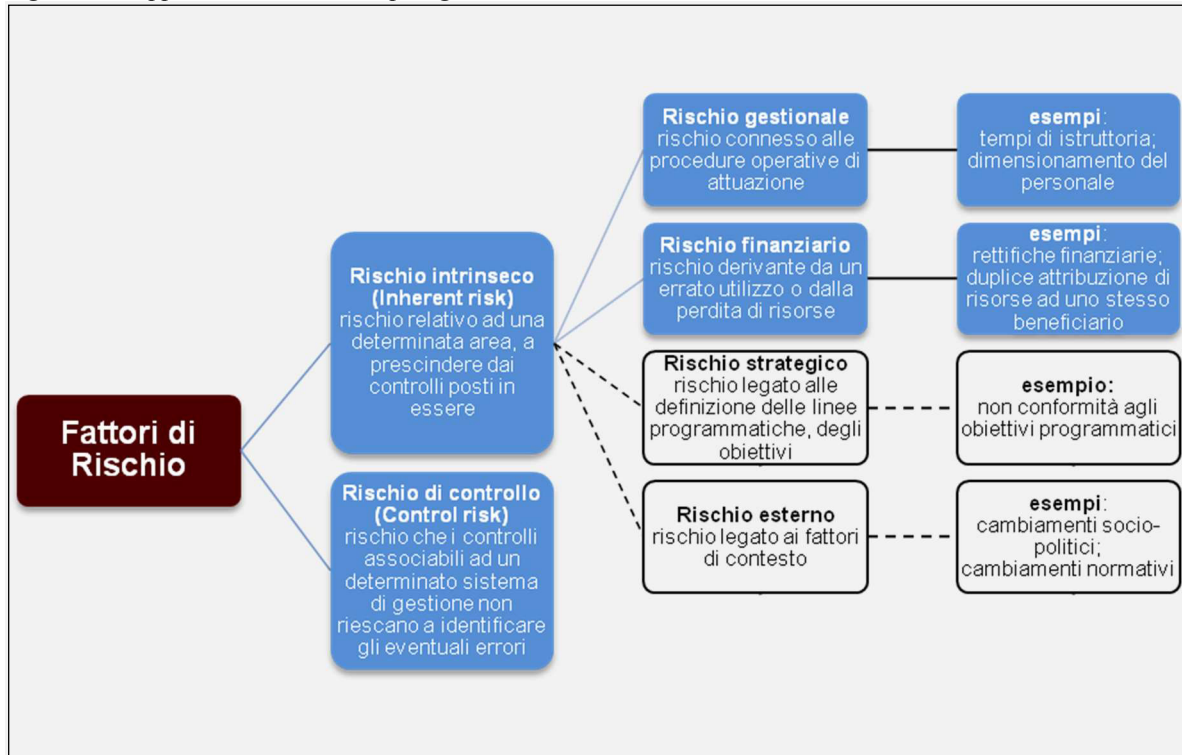 Fattori di
Rischio
Rischio intrinseco
(Inherent risk)
rischio relativo ad una
determinata area, a
prescindere dai
controlli posti in
essere
Rischio di controllo
(Control risk)
rischio che i controlli
associabili ad un
determinato sistema
di gestione non
riescano a identificare
gli eventuali errori
Rischio gestionale
rischio connesso alle
procedure operative di
attuazione
esempi:
tempi di istruttoria;
dimensionamento del
personale
Rischio finanziario
rischio derivante da un
errato utilizzo o dalla
perdita di risorse
esempi:
rettifiche finanziarie;
duplice attribuzione di
risorse ad uno stesso
beneficiario
Rischio strategico
rischio legato alle
definizione delle linee
programmatiche, degli
obiettivi
esempio:
non conformità agli
obiettivi programmatici
Rischio esterno
rischio legato ai fattori
di contesto
esempi:
cambiamenti socio-
politici;
cambiamenti normativi